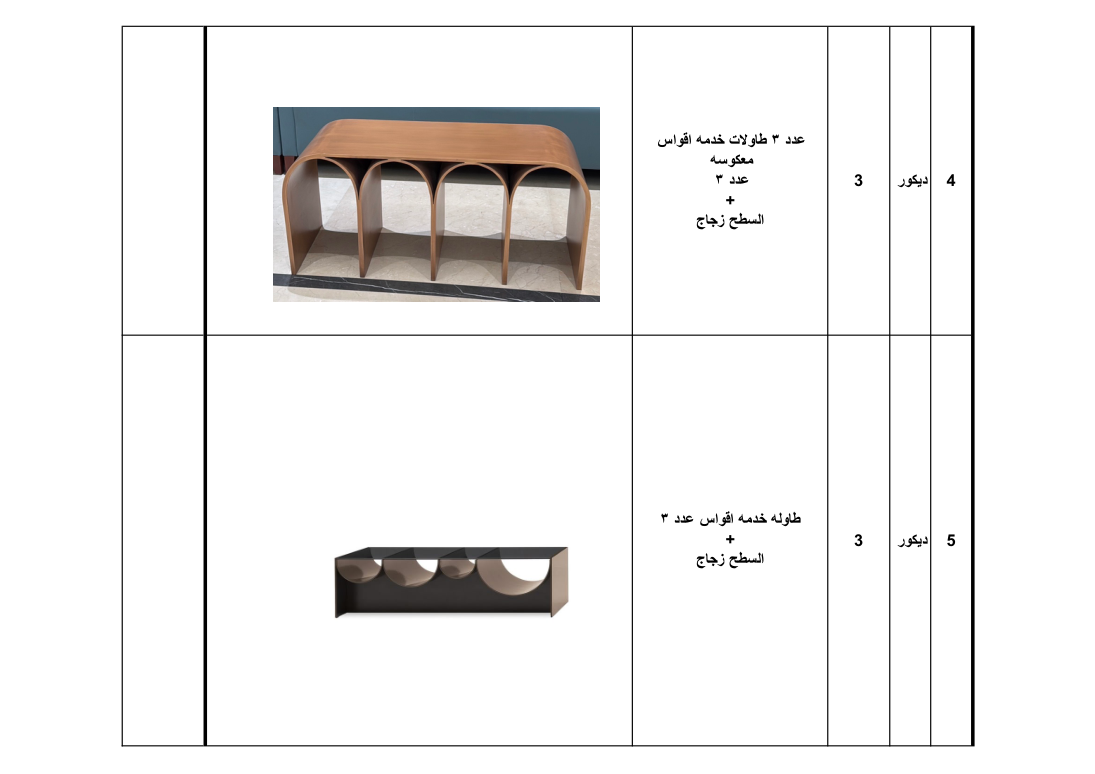 4
ديكور
3
عدد ٣ طاولات خدمه اقواس
معكوسه
عدد ٣
+
السطح زجاج
5
ديكور
3
طاوله خدمه اقواس عدد ٣
+
السطح زجاج